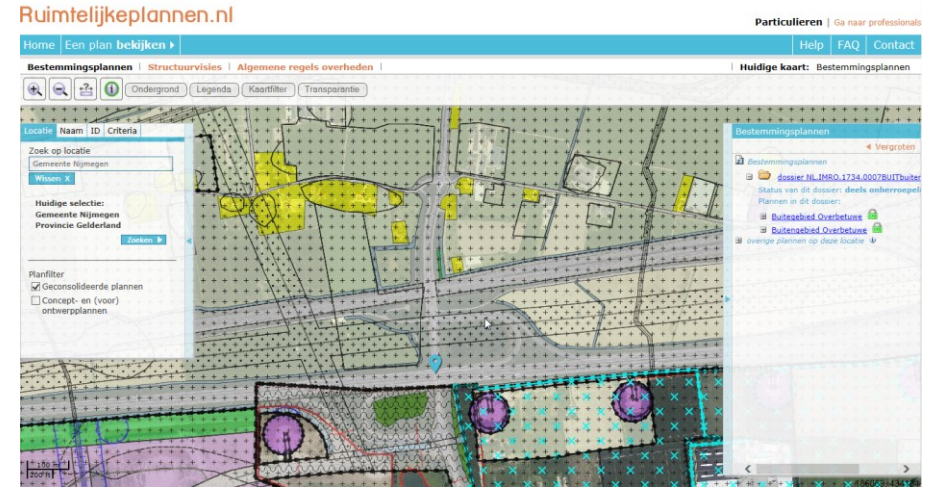 Ruimtelijkeplannen.nl
Particulieren | Ga naar professionals
Home Een plan bekijken
Help FAQ Contact
Bestemmingsplannen | Structuurvisies | Algemene regels overheden |
Huidige kaart: Bestemmingsplannen
Ondergrond Legenda Kaartfilter Transparantie
Locatie Naam ID Criteria
Zoek op locatie
Gemeente Nijmegen
Wissen X
Huidige selectie:
Gemeente Nijmegen
Provincie Gelderland
Zoeken
Planfilter
Geconsolideerde plannen
Concept- en (voor)
ontwerpplannen
Bestemmingsplannen
Vergroten
Bestemmingsplannen
dossier NL.IMRO.1734.0007BUITbuiten
Status van dit dossier: deels onherroepeli
Plannen in dit dossier:
Buitegebied Overbetuwe
Buitengebied Overbetuwe
overige plannen op deze locatie
100 m
200 ft